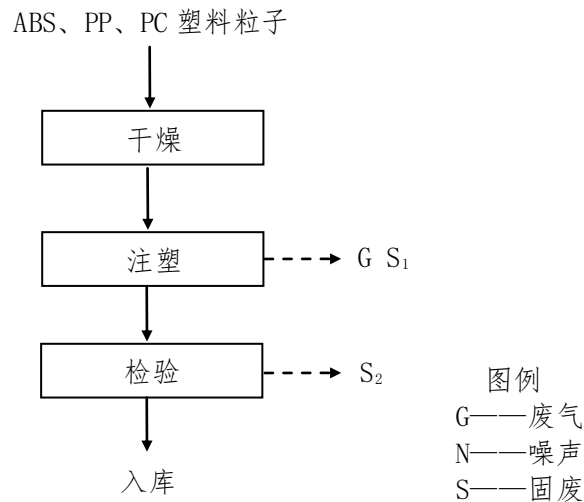 ABS、PP、PC 塑料粒子
干燥
注塑
G S₁
检验
S₂
入库
图例
G——废气
N——噪声
S——固废